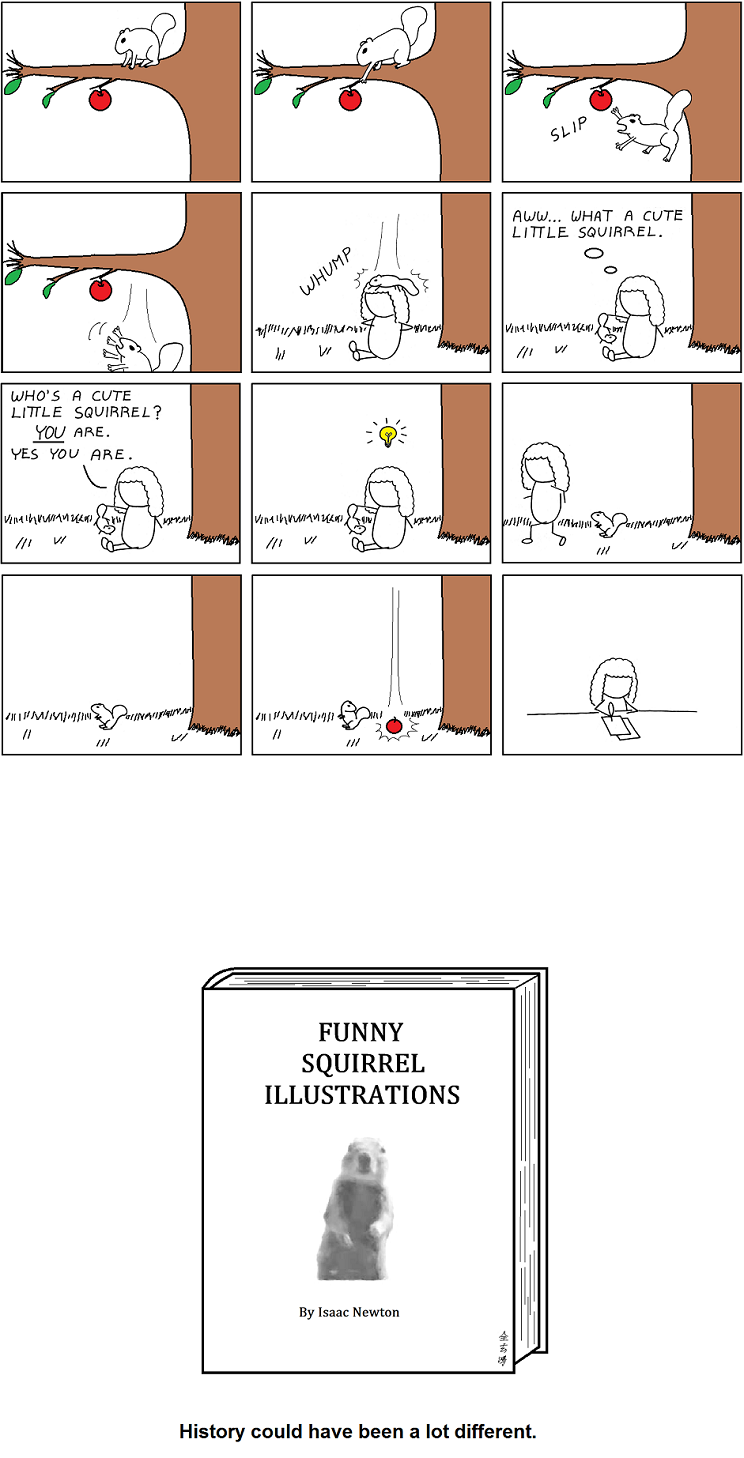 SLIP
WHUMP
AWW... WHAT A CUTE
LITTLE SQUIRREL.
WHO'S A CUTE
LITTLE SQUIRREL?
YOU ARE.
YES YOU ARE.
FUNNY
SQUIRREL
ILLUSTRATIONS
By Isaac Newton
History could have been a lot different.